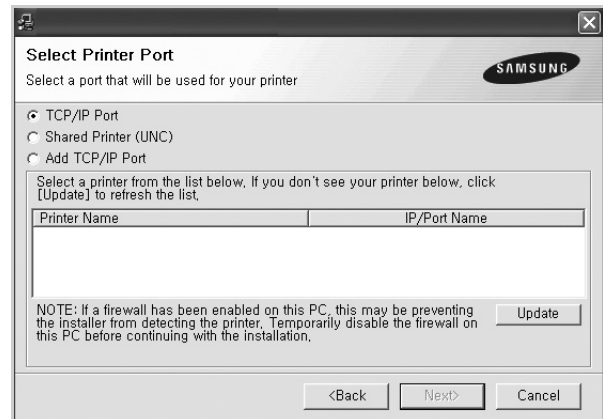 Select Printer Port
Select a port that will be used for your printer
SAMSUNG
TCP/IP Port
Shared Printer (UNC)
Add TCP/IP Port
Select a printer from the list below, If you don't see your printer below, click
[Update] to refresh the list,
Printer Name IP/Port Name
NOTE: If a firewall has been enabled on this PC, this may be preventing
the installer from detecting the printer, Temporarily disable the firewall on
this PC before continuing with the installation,
Update
<Back Next> Cancel